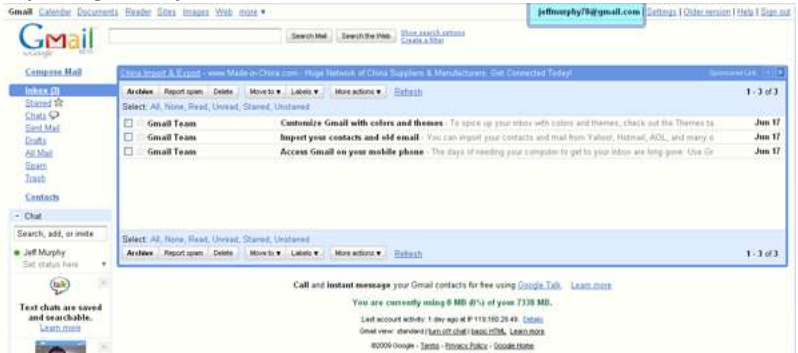 Gmail Calendar Documents Reader Sites Images Web more ▼
jeffmurphy78@gmail.com | Settings | Older version | Help | Sign out
Gmail
by Google BETA
Search Mail Search the Web Show search options
Create a filter
Compose Mail
Inbox (3)
Starred
Chats
Sent Mail
Drafts
All Mail
Spam
Trash
Contacts
Chat
Search, add, or invite
Jeff Murphy
Set status here
talk
Text chats are saved
and searchable.
Learn more
China Import & Export - www.Made-in-China.com - Huge Network of China Suppliers & Manufacturers. Get Connected Today! Sponsored Link
Archive Report spam Delete Move to ▼ Labels ▼ More actions ▼ Refresh 1 - 3 of 3
Select: All, None, Read, Unread, Starred, Unstarred
Gmail Team Customize Gmail with colors and themes - To spice up your inbox with colors and themes, check out the Themes ta Jun 17
Gmail Team Import your contacts and old email - You can import your contacts and mail from Yahoo!, Hotmail, AOL, and many o Jun 17
Gmail Team Access Gmail on your mobile phone - The days of needing your computer to get to your inbox are long gone. Use Gr Jun 17
Select: All, None, Read, Unread, Starred, Unstarred
Archive Report spam Delete Move to ▼ Labels ▼ More actions ▼ Refresh 1 - 3 of 3
Call and instant message your Gmail contacts for free using Google Talk. Learn more
You are currently using 0 MB (0%) of your 7338 MB.
Last account activity: 1 day ago at IP Details
Gmail view: standard | turn off chat | basic HTML Learn more
©2009 Google - Terms - Privacy Policy - Google Home